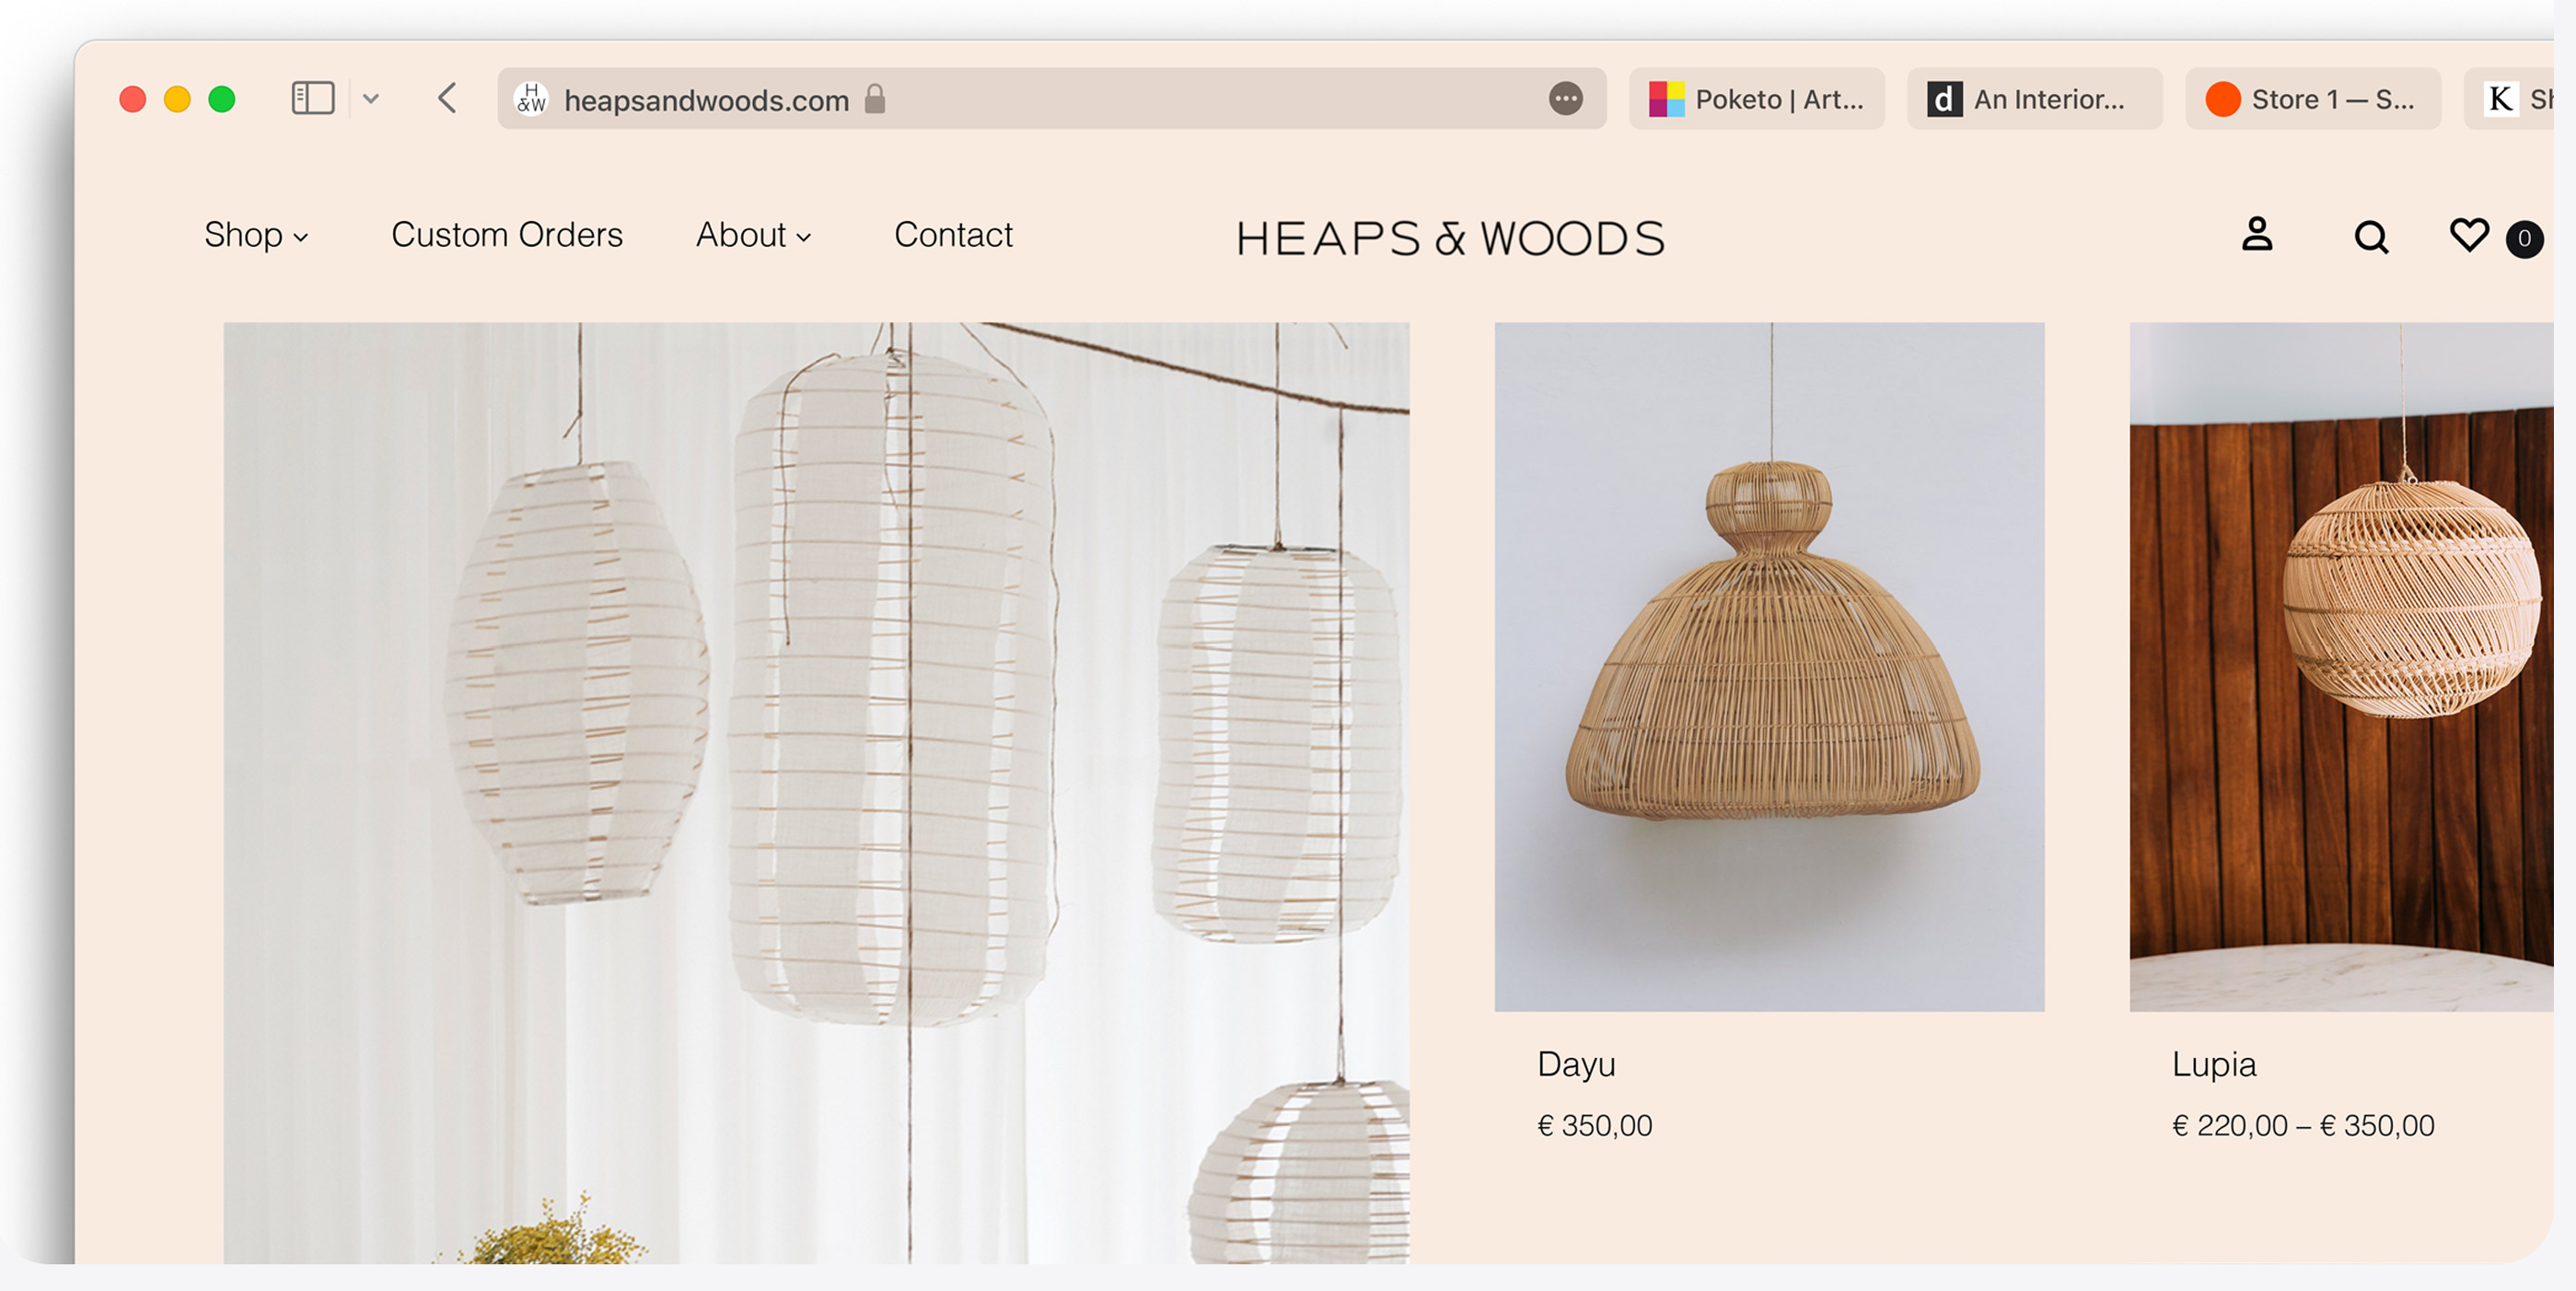 H
&W
heapsandwoods.com
Poketo | Art...
d
An Interior...
Store 1 — S...
K
Shop
Custom Orders
About
Contact
HEAPS & WOODS
0
Dayu
€ 350,00
Lupia
€ 220,00 – € 350,00